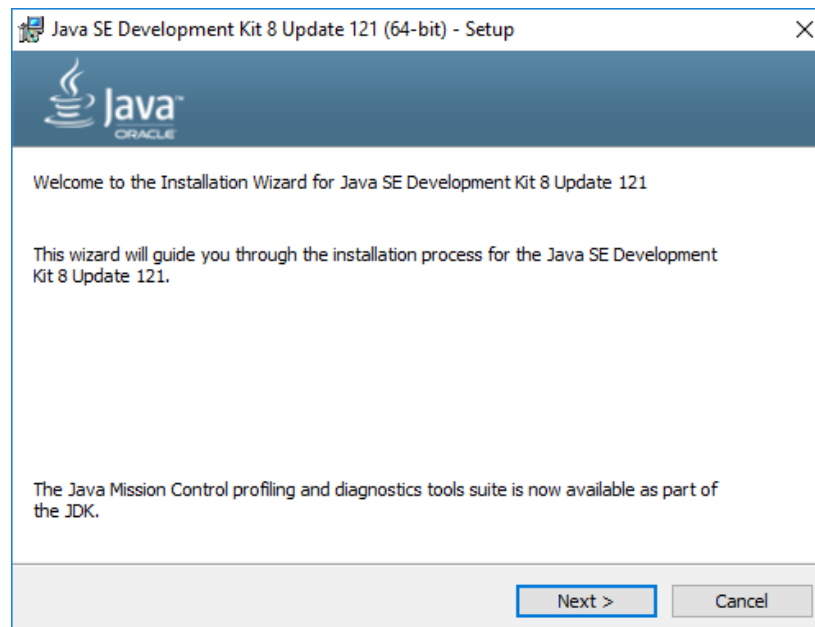 Java SE Development Kit 8 Update 121 (64-bit) - Setup
Java™
ORACLE
Welcome to the Installation Wizard for Java SE Development Kit 8 Update 121
This wizard will guide you through the installation process for the Java SE Development
Kit 8 Update 121.
The Java Mission Control profiling and diagnostics tools suite is now available as part of
the JDK.
Next >
Cancel